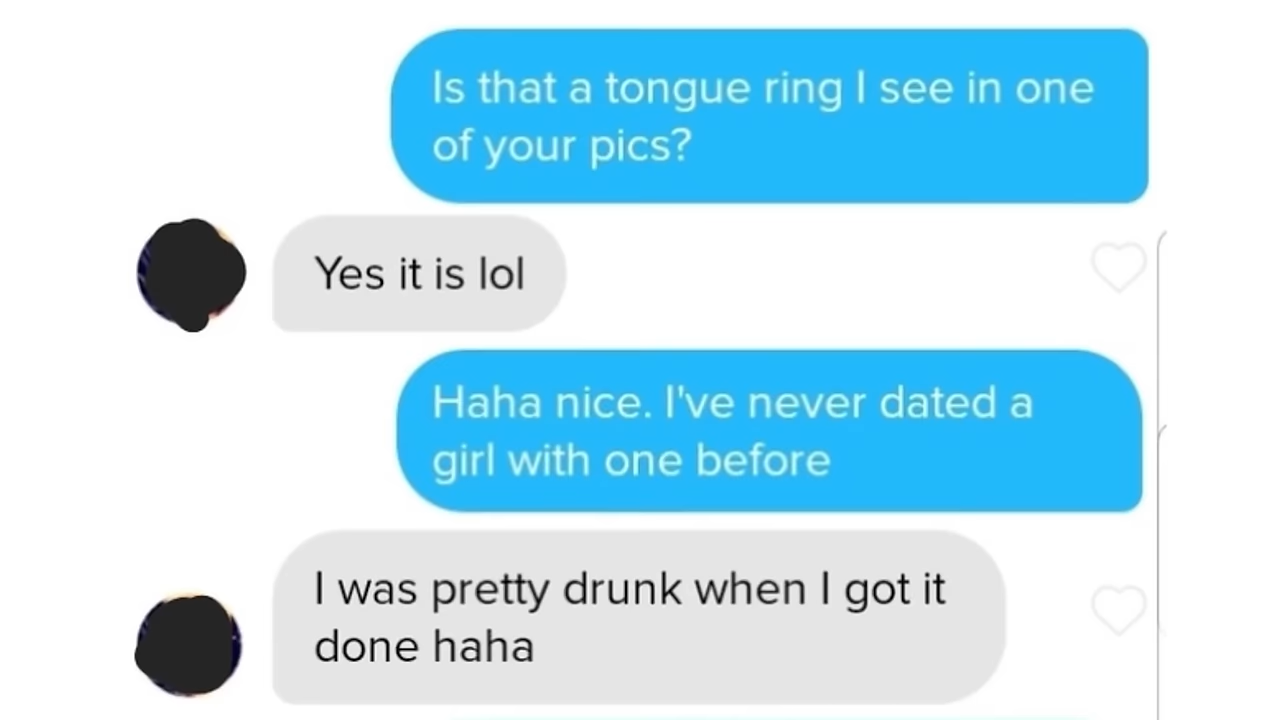 Is that a tongue ring I see in one
of your pics?
Yes it is lol
Haha nice. I've never dated a
girl with one before
I was pretty drunk when I got it
done haha